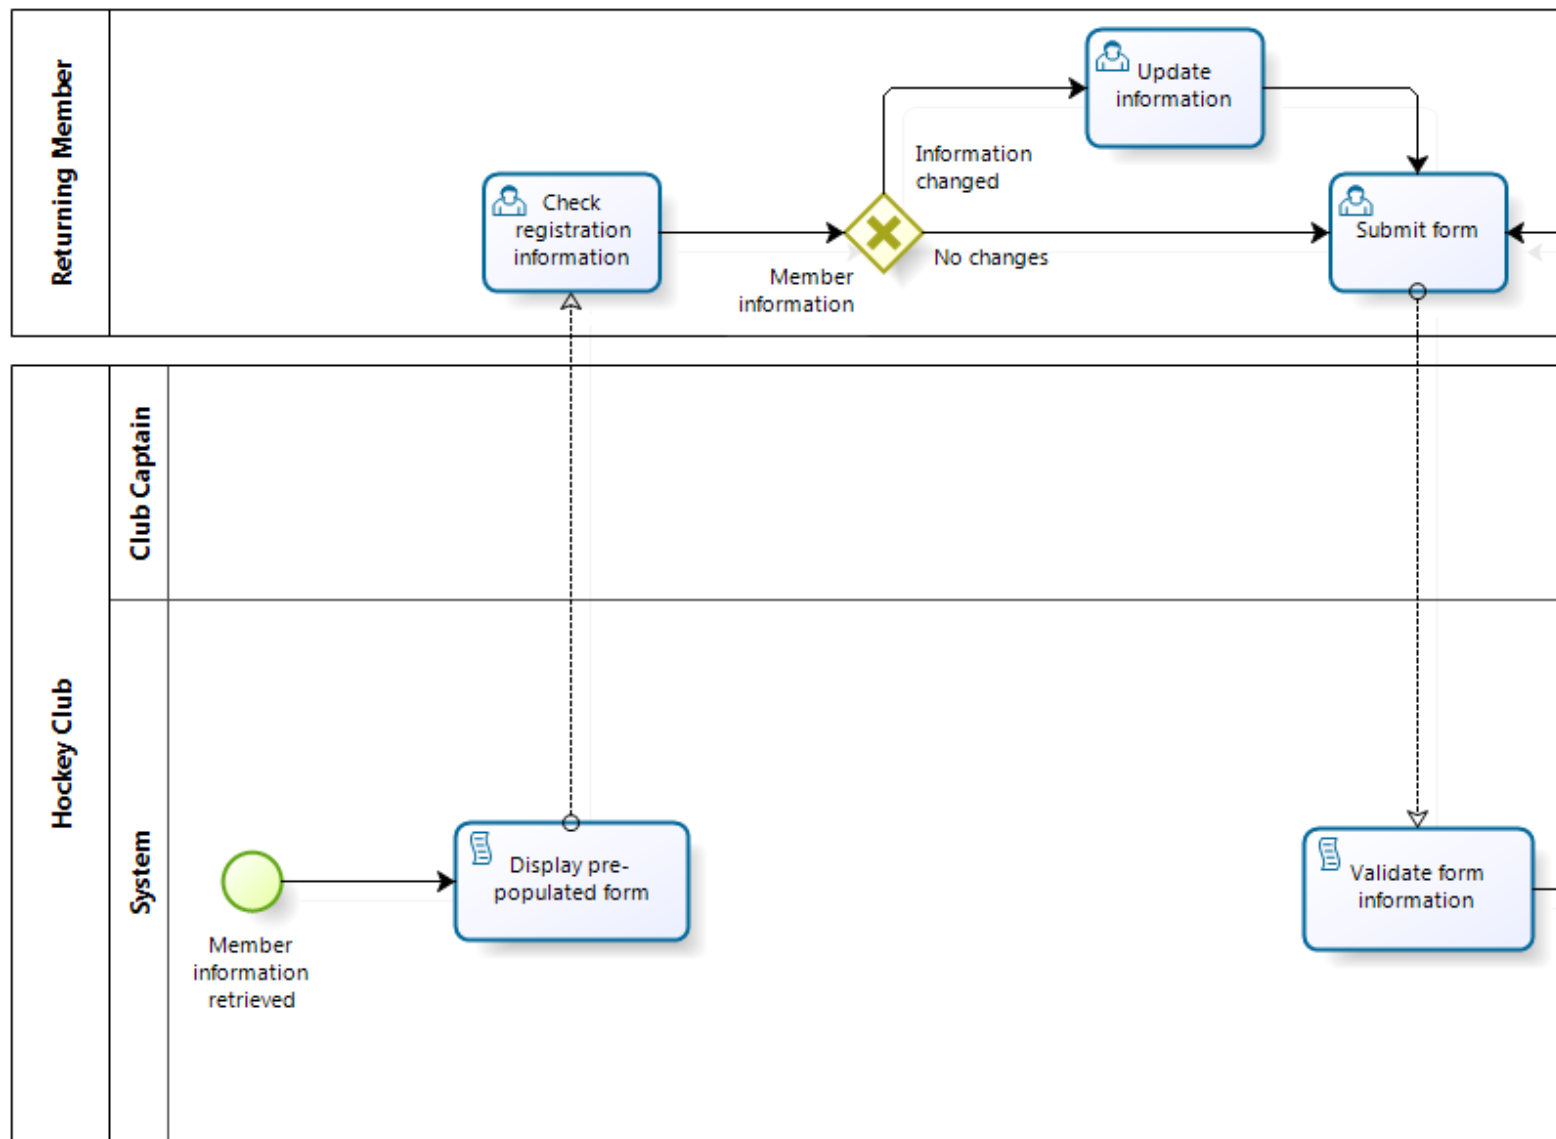 Returning Member
Update
information
Information
changed
Check
registration
information
Submit form
No changes
Member
information
Hockey Club
Club Captain
System
Display pre-
populated form
Validate form
information
Member
information
retrieved